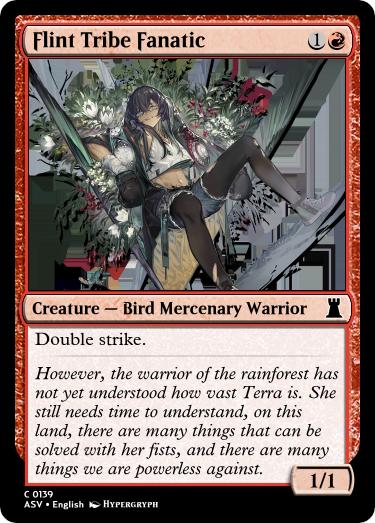 Flint Tribe Fanatic 1
Creature — Bird Mercenary Warrior
Double strike.
However, the warrior of the rainforest has
not yet understood how vast Terra is. She
still needs time to understand, on this
land, there are many things that can be
solved with her fists, and there are many
things we are powerless against.
1/1
C 0139
ASV • English HYPERGRYPH